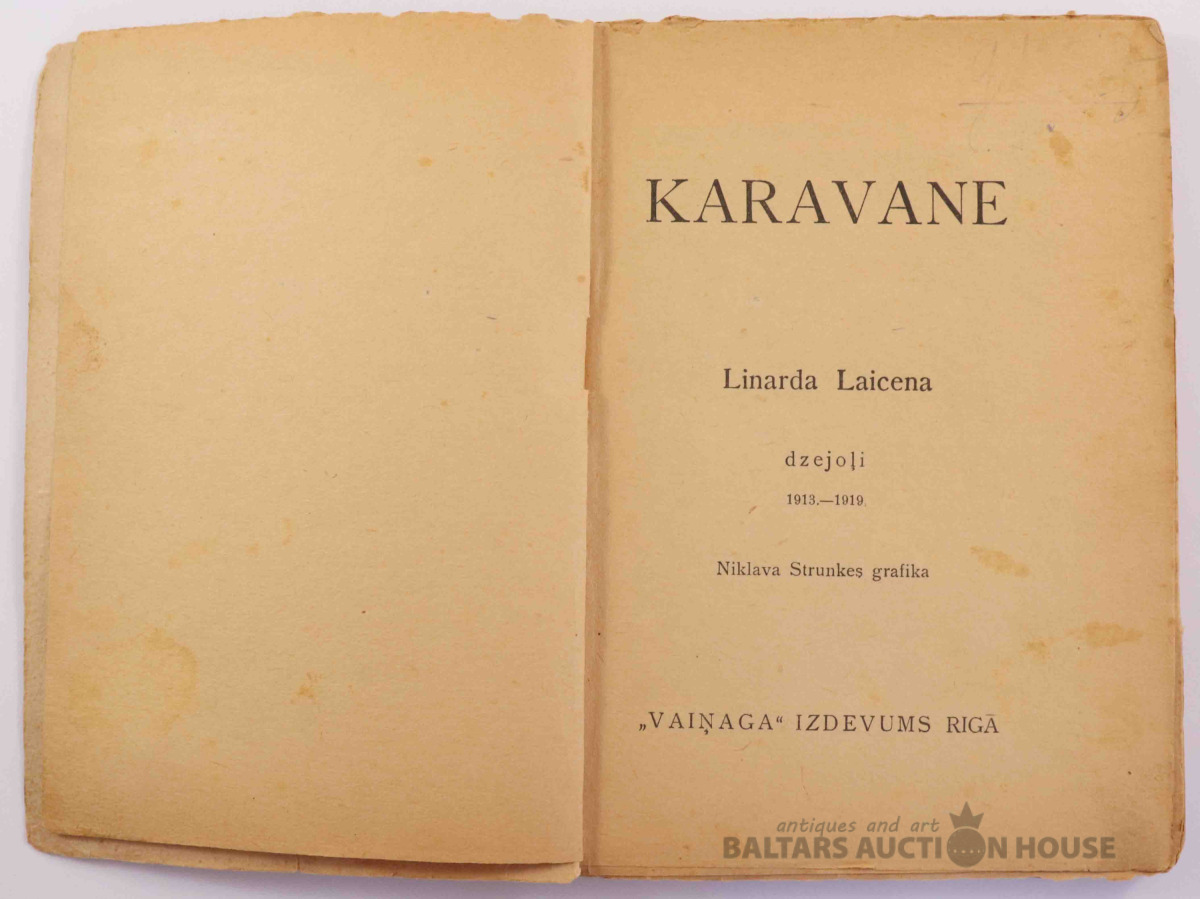 KARAVANE
Linarda Laicena
dzejoļi
1913.—1919.
Niklava Strunkes grafika
„VAIŅAGA“ IZDEVUMS RIGĀ
antiques and art
BALTARS AUCTION HOUSE